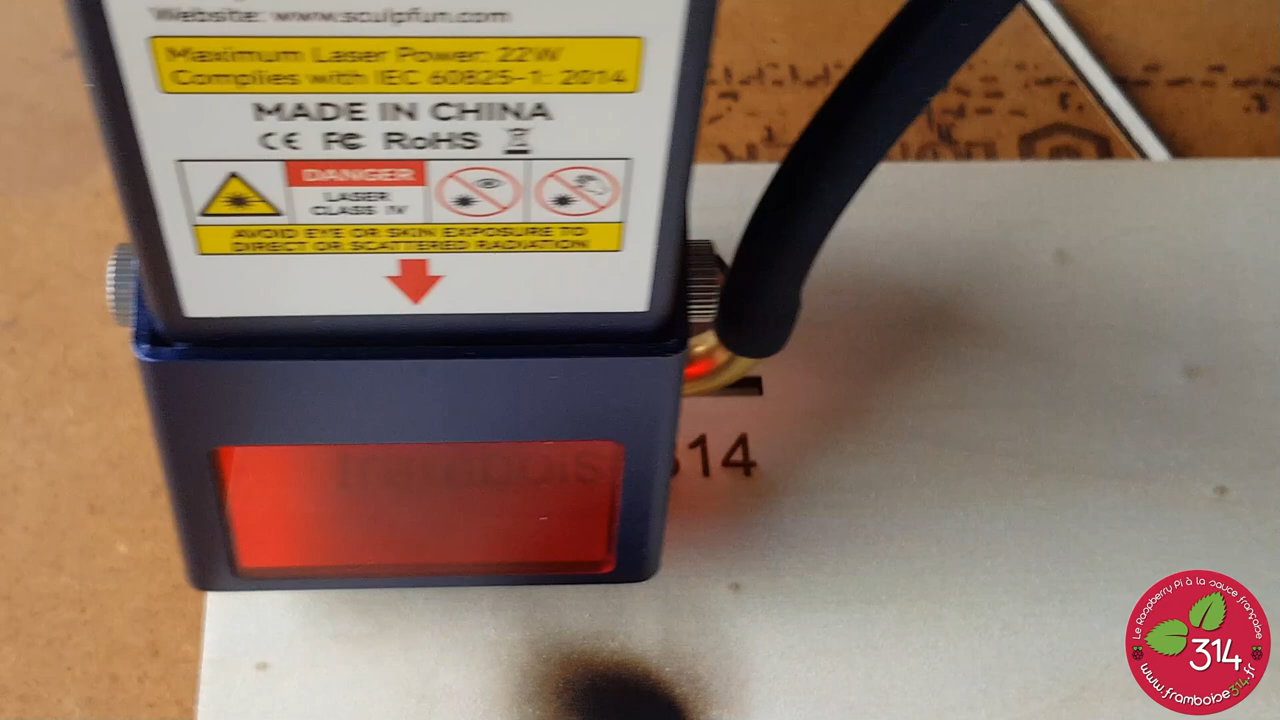 Website: www.sculpfun.com
Maximum Laser Power: 22W
Complies with IEC 60825-1: 2014
MADE IN CHINA
CE FC RoHS
DANGER
LASER
CLASS IV
AVOID EYE OR SKIN EXPOSURE TO
DIRECT OR SCATTERED RADIATION
314
Le Raspberry Pi à la sauce française
314
www.framboise314.fr